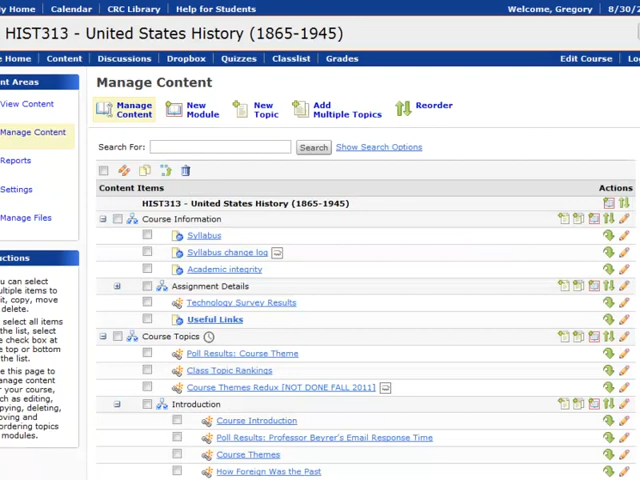 y Home Calendar CRC Library Help for Students Welcome, Gregory 8/30/2
HIST313 - United States History (1865-1945)
e Home Content Discussions Dropbox Quizzes Classlist Grades Edit Course Lo
nt Areas
View Content
Manage Content
Reports
Settings
Manage Files
uctions
u can select
ultiple items to
it, copy, move
delete.
select all items
the list, select
e check box at
e top or bottom
the list.
e this page to
anage content
your course,
ch as editing,
pying, deleting,
oving and
ordering topics
modules.
Manage Content
Manage Content
New Module
New Topic
Add Multiple Topics
Reorder
Search For: Search Show Search Options
Content Items Actions
HIST313 - United States History (1865-1945)
Course Information
Syllabus
Syllabus change log
Academic integrity
Assignment Details
Technology Survey Results
Useful Links
Course Topics
Poll Results: Course Theme
Class Topic Rankings
Course Themes Redux [NOT DONE FALL 2011]
Introduction
Course Introduction
Poll Results: Professor Beyrer's Email Response Time
Course Themes
How Foreign Was the Past